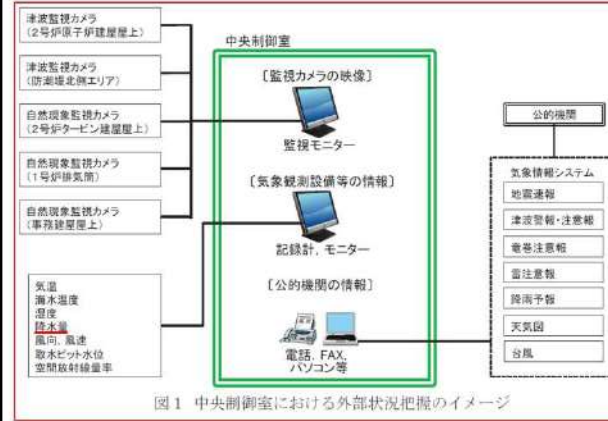 津波監視カメラ
(2号炉原子炉建屋屋上)
津波監視カメラ
(防潮堤北側エリア)
自然現象監視カメラ
(2号炉タービン建屋屋上)
自然現象監視カメラ
(1号炉排気筒)
自然現象監視カメラ
(事務建屋屋上)
気温
海水温度
湿度
降水量
風向、風速
取水ピット水位
空間放射線量率
中央制御室
〔監視カメラの映像〕
監視モニター
〔気象観測設備等の情報〕
記録計、モニター
〔公的機関の情報〕
電話、FAX、
パソコン等
公的機関
気象情報システム
地震速報
津波警報・注意報
竜巻注意報
雷注意報
降雨予報
天気図
台風
図1 中央制御室における外部状況把握のイメージ